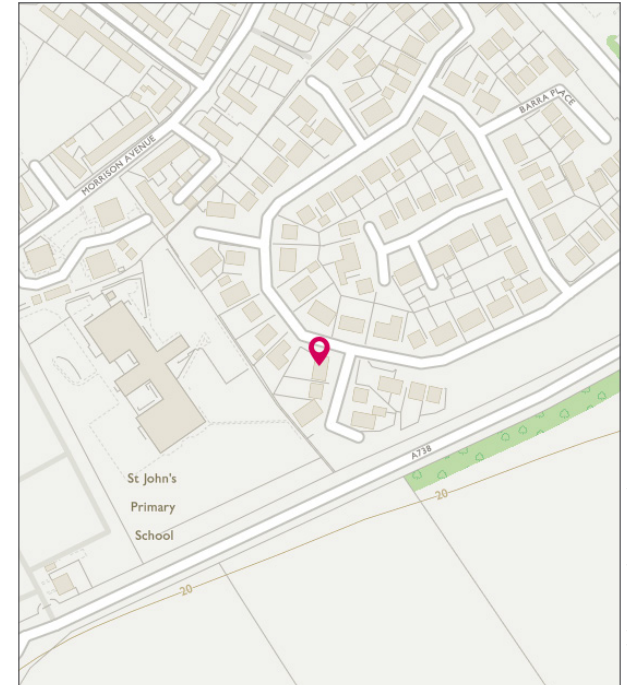 BARRA PLACE
MORRISON AVENUE
A738
St John's
Primary
School
20
20